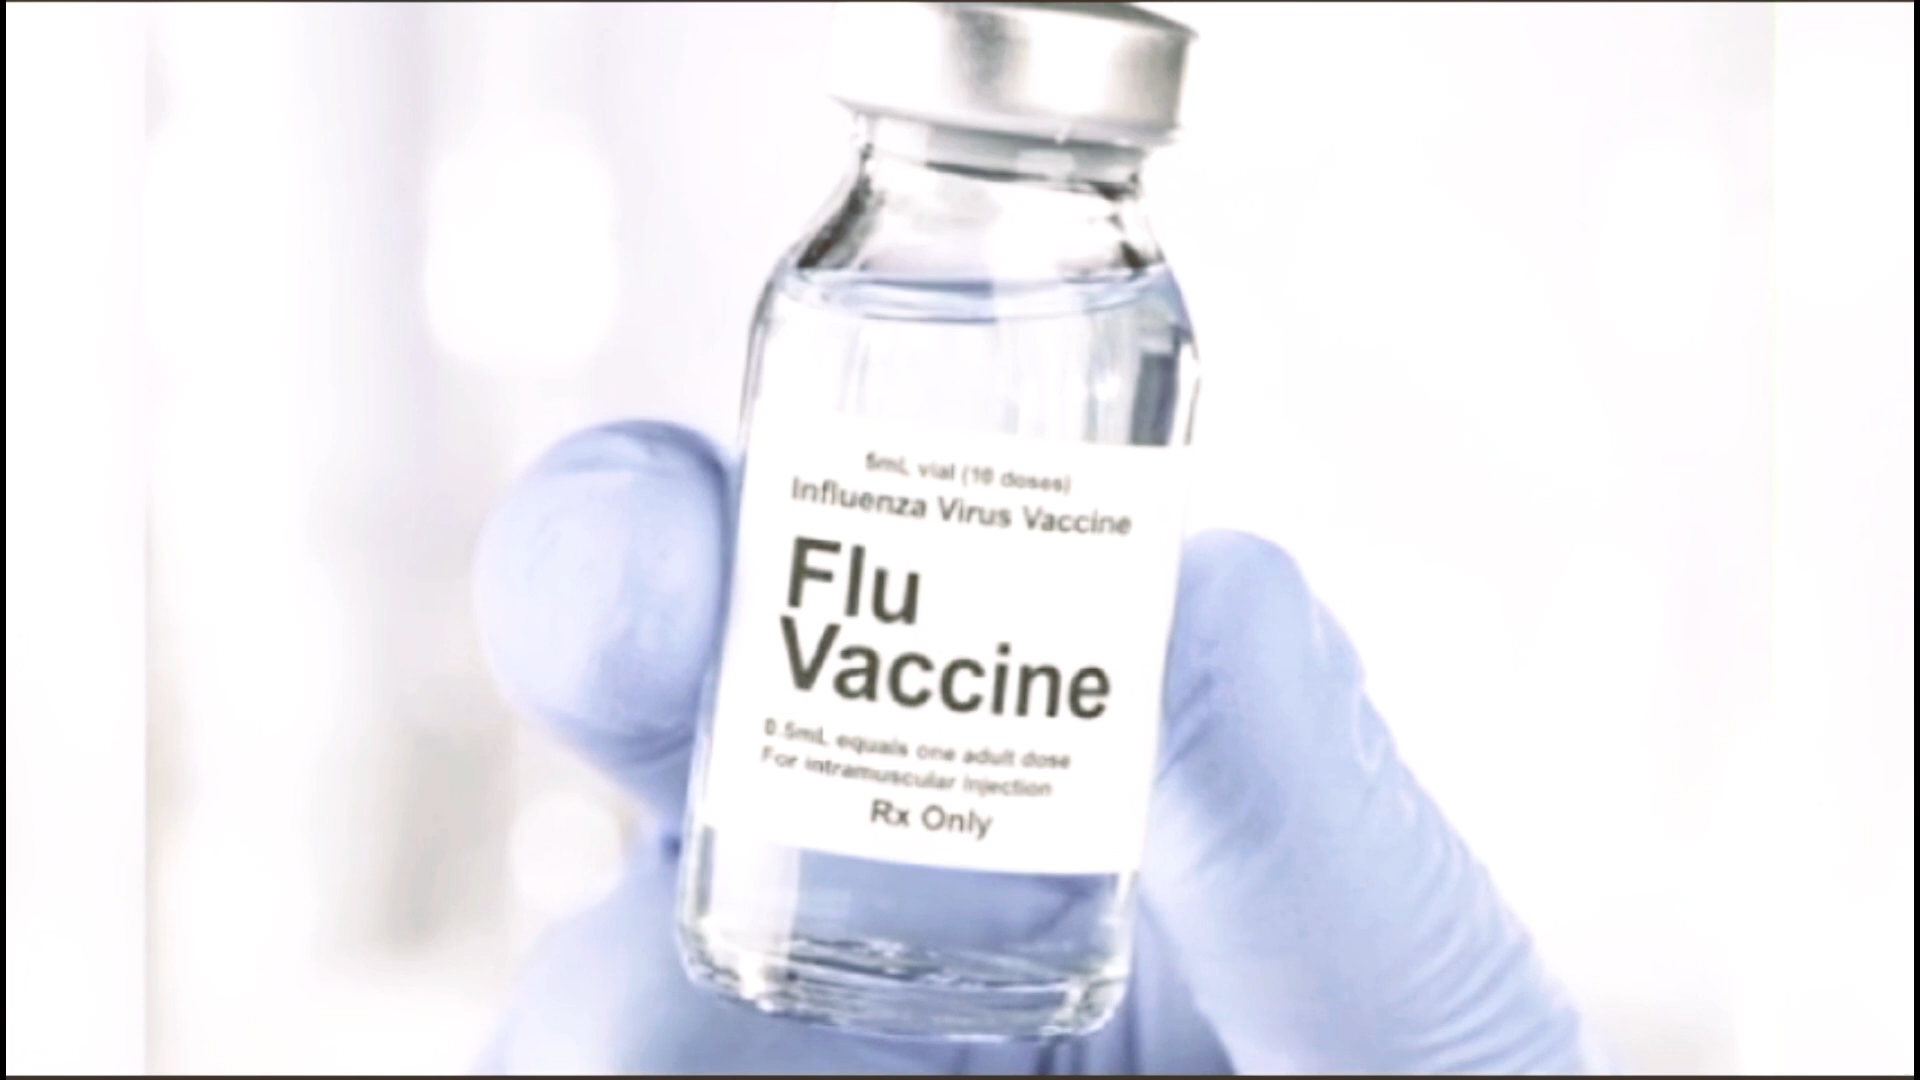 5mL vial (10 doses)
Influenza Virus Vaccine
Flu
Vaccine
0.5mL equals one adult dose
For intramuscular injection
Rx Only